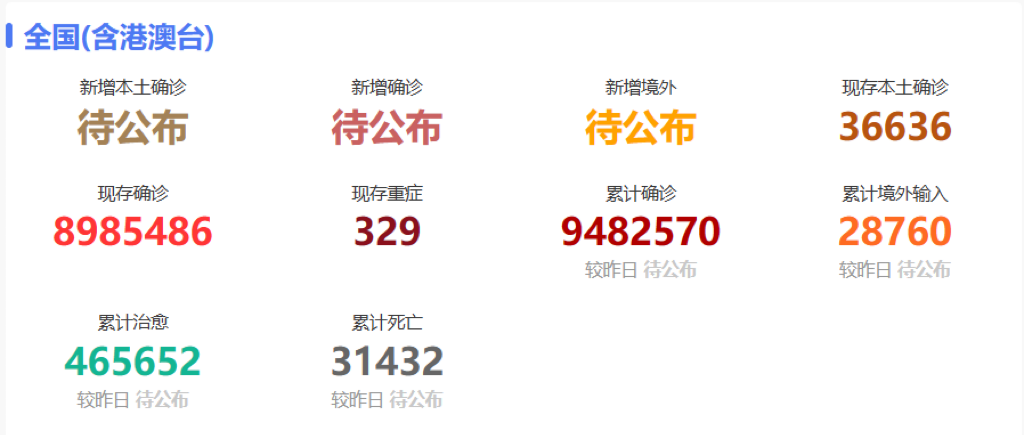 全国(含港澳台)
新增本土确诊 新增确诊 新增境外 现存本土确诊
待公布 待公布 待公布 36636
现存确诊 现存重症 累计确诊 累计境外输入
8985486 329 9482570 28760
较昨日 待公布 较昨日 待公布
累计治愈 累计死亡
465652 31432
较昨日 待公布 较昨日 待公布